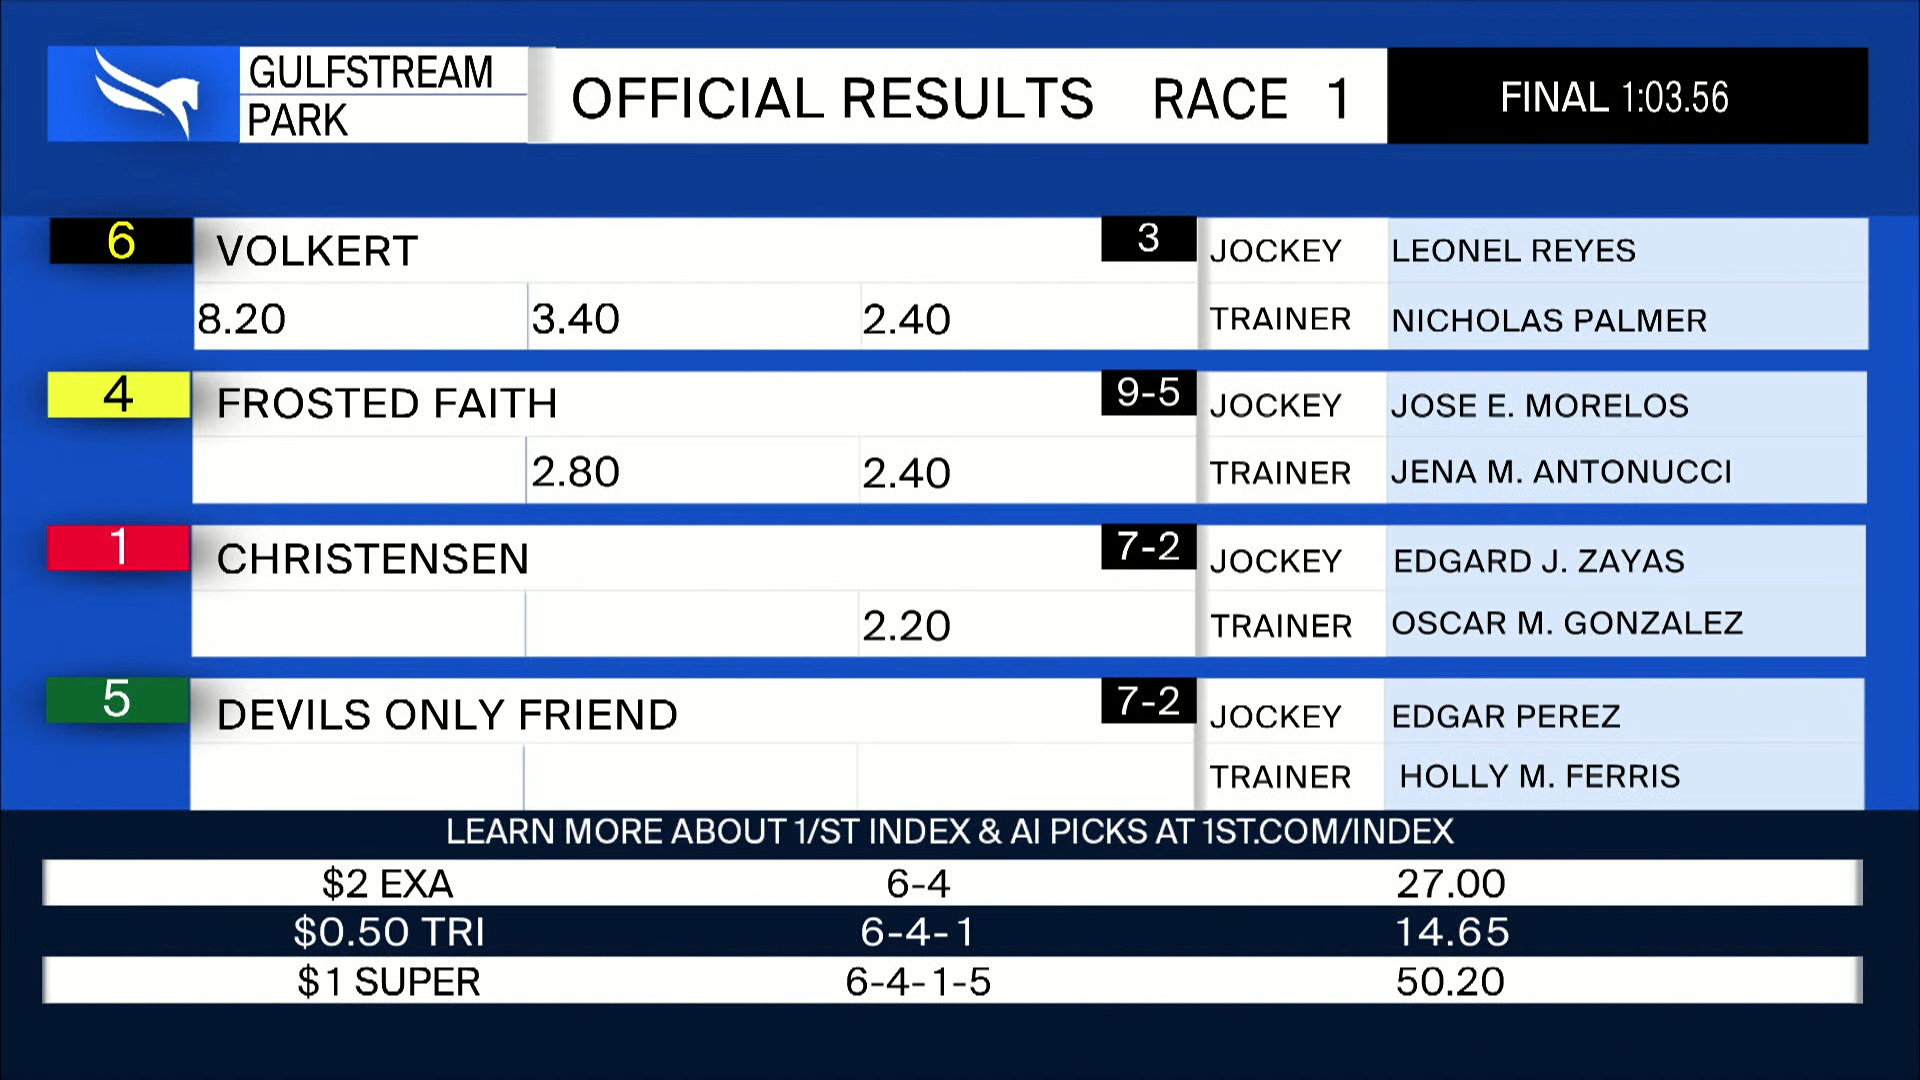 GULFSTREAM
PARK
OFFICIAL RESULTS RACE 1
FINAL 1:03.56
6 VOLKERT 3 JOCKEY LEONEL REYES
8.20 3.40 2.40 TRAINER NICHOLAS PALMER
4 FROSTED FAITH 9-5 JOCKEY JOSE E. MORELOS
2.80 2.40 TRAINER JENA M. ANTONUCCI
1 CHRISTENSEN 7-2 JOCKEY EDGARD J. ZAYAS
2.20 TRAINER OSCAR M. GONZALEZ
5 DEVILS ONLY FRIEND 7-2 JOCKEY EDGAR PEREZ
TRAINER HOLLY M. FERRIS
LEARN MORE ABOUT 1/ST INDEX & AI PICKS AT 1ST.COM/INDEX
$2 EXA 6-4 27.00
$0.50 TRI 6-4-1 14.65
$1 SUPER 6-4-1-5 50.20